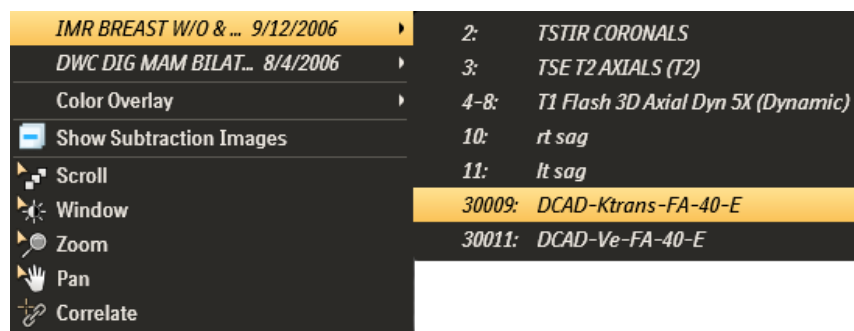 IMR BREAST W/O & ... 9/12/2006
DWC DIG MAM BILAT... 8/4/2006
Color Overlay
Show Subtraction Images
Scroll
Window
Zoom
Pan
Correlate
2: TSTIR CORONALS
3: TSE T2 AXIALS (T2)
4-8: T1 Flash 3D Axial Dyn 5X (Dynamic)
10: rt sag
11: lt sag
30009: DCAD-Ktrans-FA-40-E
30011: DCAD-Ve-FA-40-E